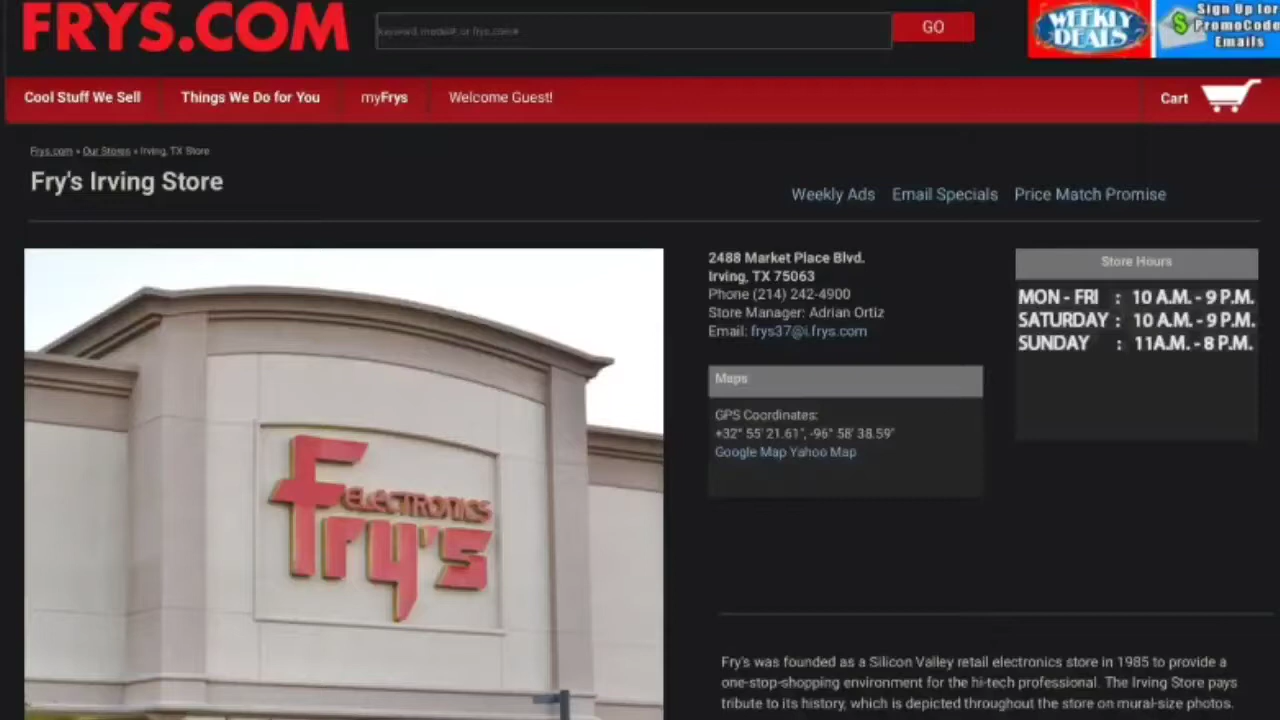 FRYS.COM
keyword, model#, or frys.com#
GO
WEEKLY
DEALS
Sign Up for
PromoCode
Emails
Cool Stuff We Sell
Things We Do for You
myFrys
Welcome Guest!
Cart
Frys.com • Our Stores • Irving, TX Store
Fry's Irving Store
Weekly Ads
Email Specials
Price Match Promise
2488 Market Place Blvd.
Irving, TX 75063
Phone (214) 242-4900
Store Manager: Adrian Ortiz
Email: frys37@i.frys.com
Store Hours
MON - FRI : 10 A.M. - 9 P.M.
SATURDAY : 10 A.M. - 9 P.M.
SUNDAY : 11A.M. - 8 P.M.
Maps
GPS Coordinates:
+32° 55' 21.61", -96° 58' 38.59"
Google Map Yahoo Map
ELECTRONICS
Fry's
Fry's was founded as a Silicon Valley retail electronics store in 1985 to provide a
one-stop-shopping environment for the hi-tech professional. The Irving Store pays
tribute to its history, which is depicted throughout the store on mural-size photos.